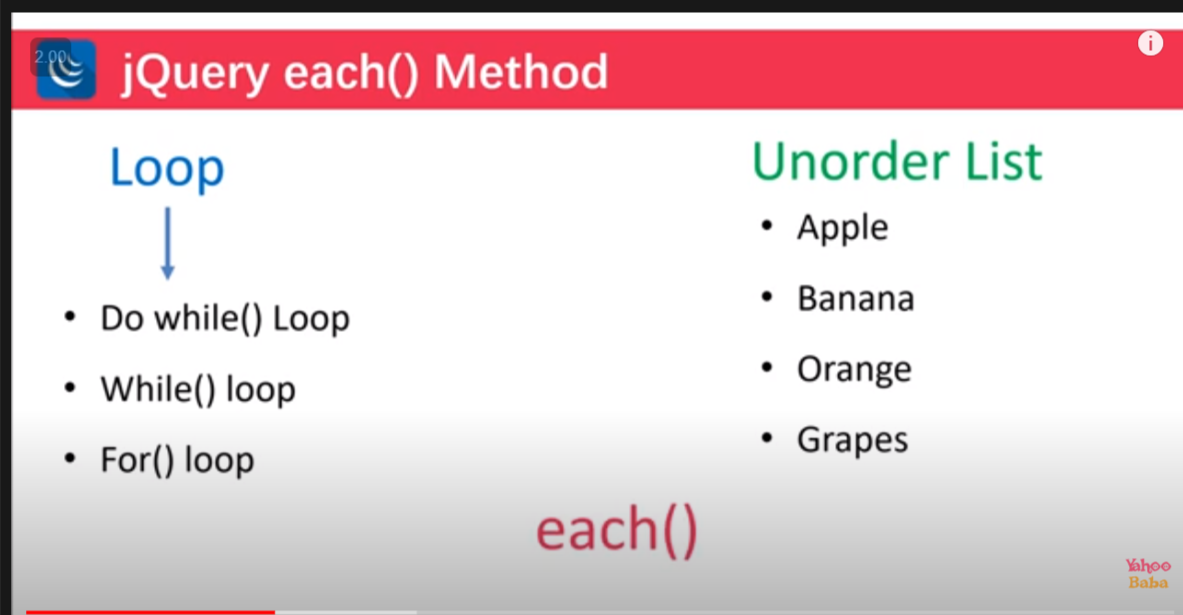 2.00
jQuery each() Method
Loop
• Do while() Loop
• While() loop
• For() loop
Unorder List
• Apple
• Banana
• Orange
• Grapes
each()
Yahoo
Baba